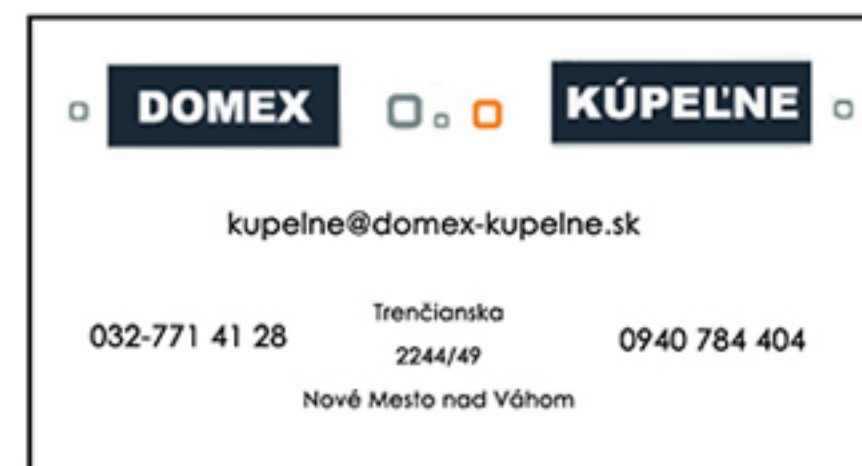 DOMEX KÚPEĽNE
kupelne@domex-kupelne.sk
Trenčianska
032-771 41 28 2244/49 0940 784 404
Nové Mesto nad Váhom